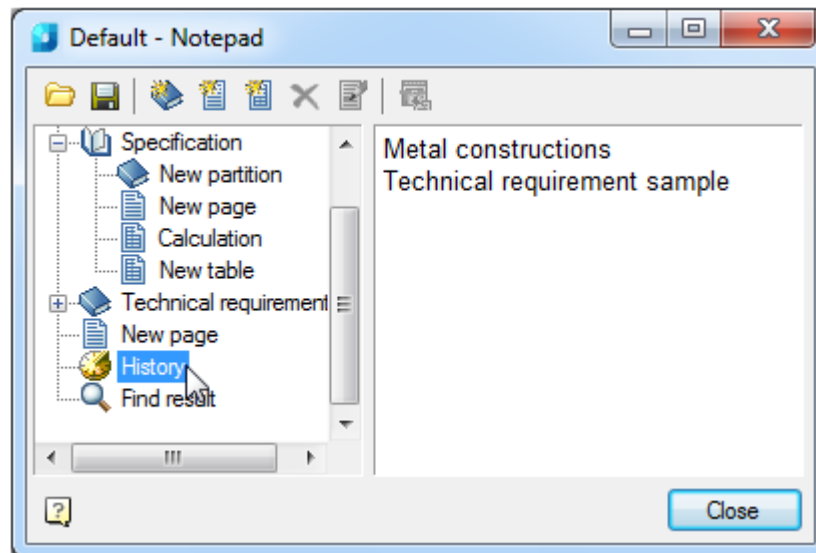 Default - Notepad
Specification
New partition
New page
Calculation
New table
Technical requirement
New page
History
Find result
Metal constructions
Technical requirement sample
Close